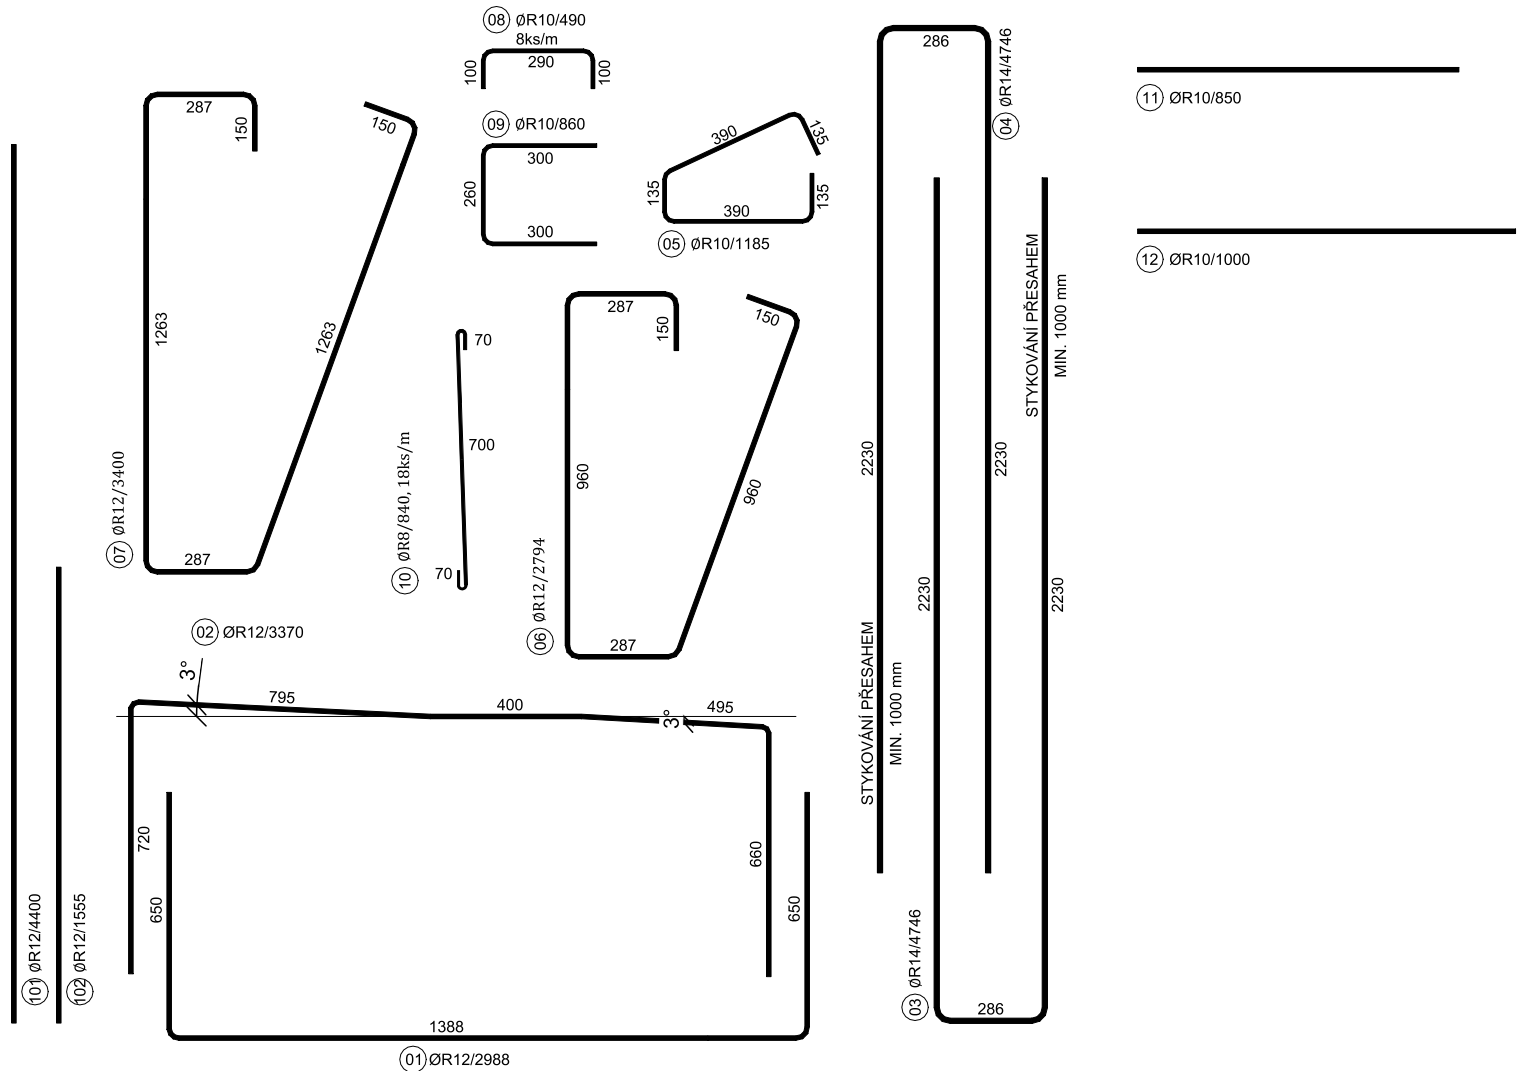 08 ØR10/490
8ks/m
100
290
100
09 ØR10/860
300
260
300
390
135
135
390
135
05 ØR10/1185
286
04 ØR14/4746
11 ØR10/850
12 ØR10/1000
287
150
150
1263
1263
287
07 ØR12/3400
70
700
70
10 ØR8/840, 18ks/m
287
150
150
960
960
287
06 ØR12/2794
2230
2230
STYKOVÁNÍ PŘESAHEM
MIN. 1000 mm
2230
2230
STYKOVÁNÍ PŘESAHEM
MIN. 1000 mm
03 ØR14/4746
286
02 ØR12/3370
3°
795
400
3°
495
720
660
650
650
1388
01 ØR12/2988
101 ØR12/4400
102 ØR12/1555